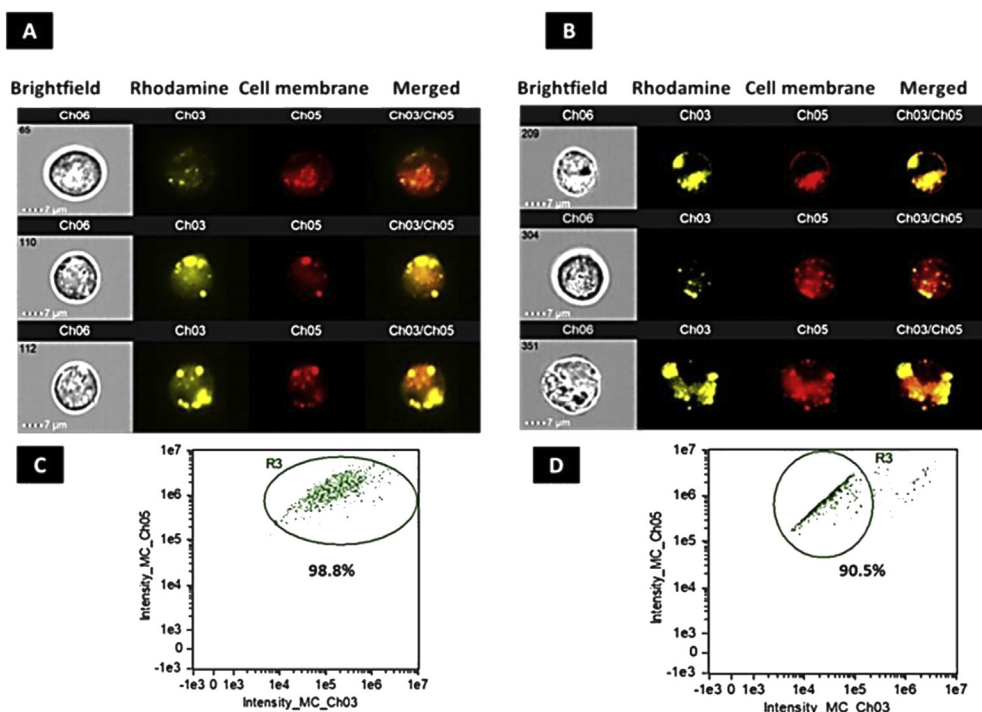 A
B
Brightfield Rhodamine Cell membrane Merged
Brightfield Rhodamine Cell membrane Merged
Ch06 Ch03 Ch05 Ch03/Ch05
65
7 µm
Ch06 Ch03 Ch05 Ch03/Ch05
110
7 µm
Ch06 Ch03 Ch05 Ch03/Ch05
112
7 µm
Ch06 Ch03 Ch05 Ch03/Ch05
209
7 µm
Ch06 Ch03 Ch05 Ch03/Ch05
304
7 µm
Ch06 Ch03 Ch05 Ch03/Ch05
351
7 µm
C
1e7
1e6
1e5
1e4
1e3
0
-1e3
Intensity_MC_Ch05
R3
98.8%
-1e3 0 1e3 1e4 1e5 1e6 1e7
Intensity_MC_Ch03
D
1e7
1e6
1e5
1e4
1e3
0
-1e3
Intensity_MC_Ch05
R3
90.5%
-1e3 0 1e3 1e4 1e5 1e6 1e7
Intensity_MC_Ch03